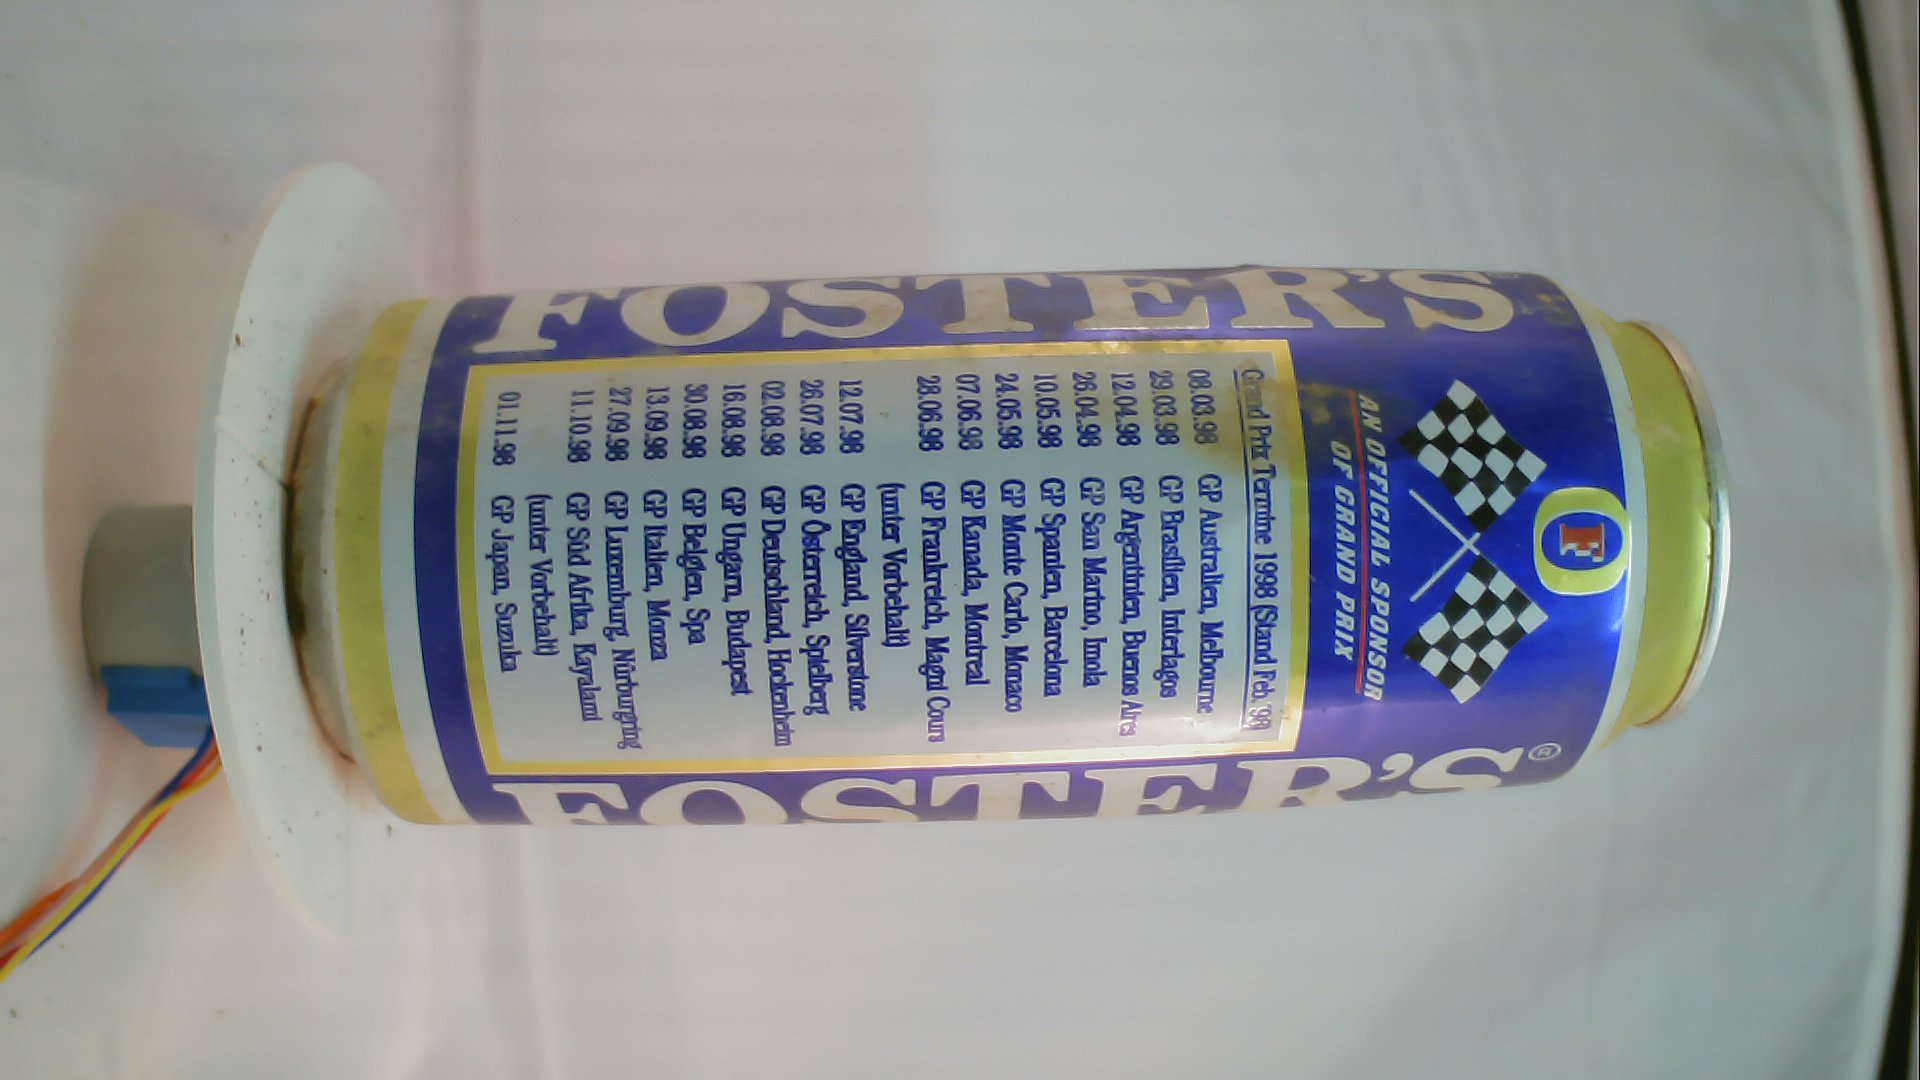 F
AN OFFICIAL SPONSOR
OF GRAND PRIX
FOSTER'S
Grand Prix Termine 1998 (Stand Feb. '98)
08.03.98 GP Australien, Melbourne
29.03.98 GP Brasilien, Interlagos
12.04.98 GP Argentinien, Buenos Aires
26.04.98 GP San Marino, Imola
10.05.98 GP Spanien, Barcelona
24.05.98 GP Monte Carlo, Monaco
07.06.98 GP Kanada, Montreal
28.06.98 GP Frankreich, Magni Cours
(unter Vorbehalt)
12.07.98 GP England, Silverstone
26.07.98 GP Österreich, Spielberg
02.08.98 GP Deutschland, Hockenheim
16.08.98 GP Ungarn, Budapest
30.08.98 GP Belgien, Spa
13.09.98 GP Italien, Monza
27.09.98 GP Luxemburg, Nürburgring
11.10.98 GP Süd Afrika, Kayalami
(unter Vorbehalt)
01.11.98 GP Japan, Suzuka
FOSTER'S®